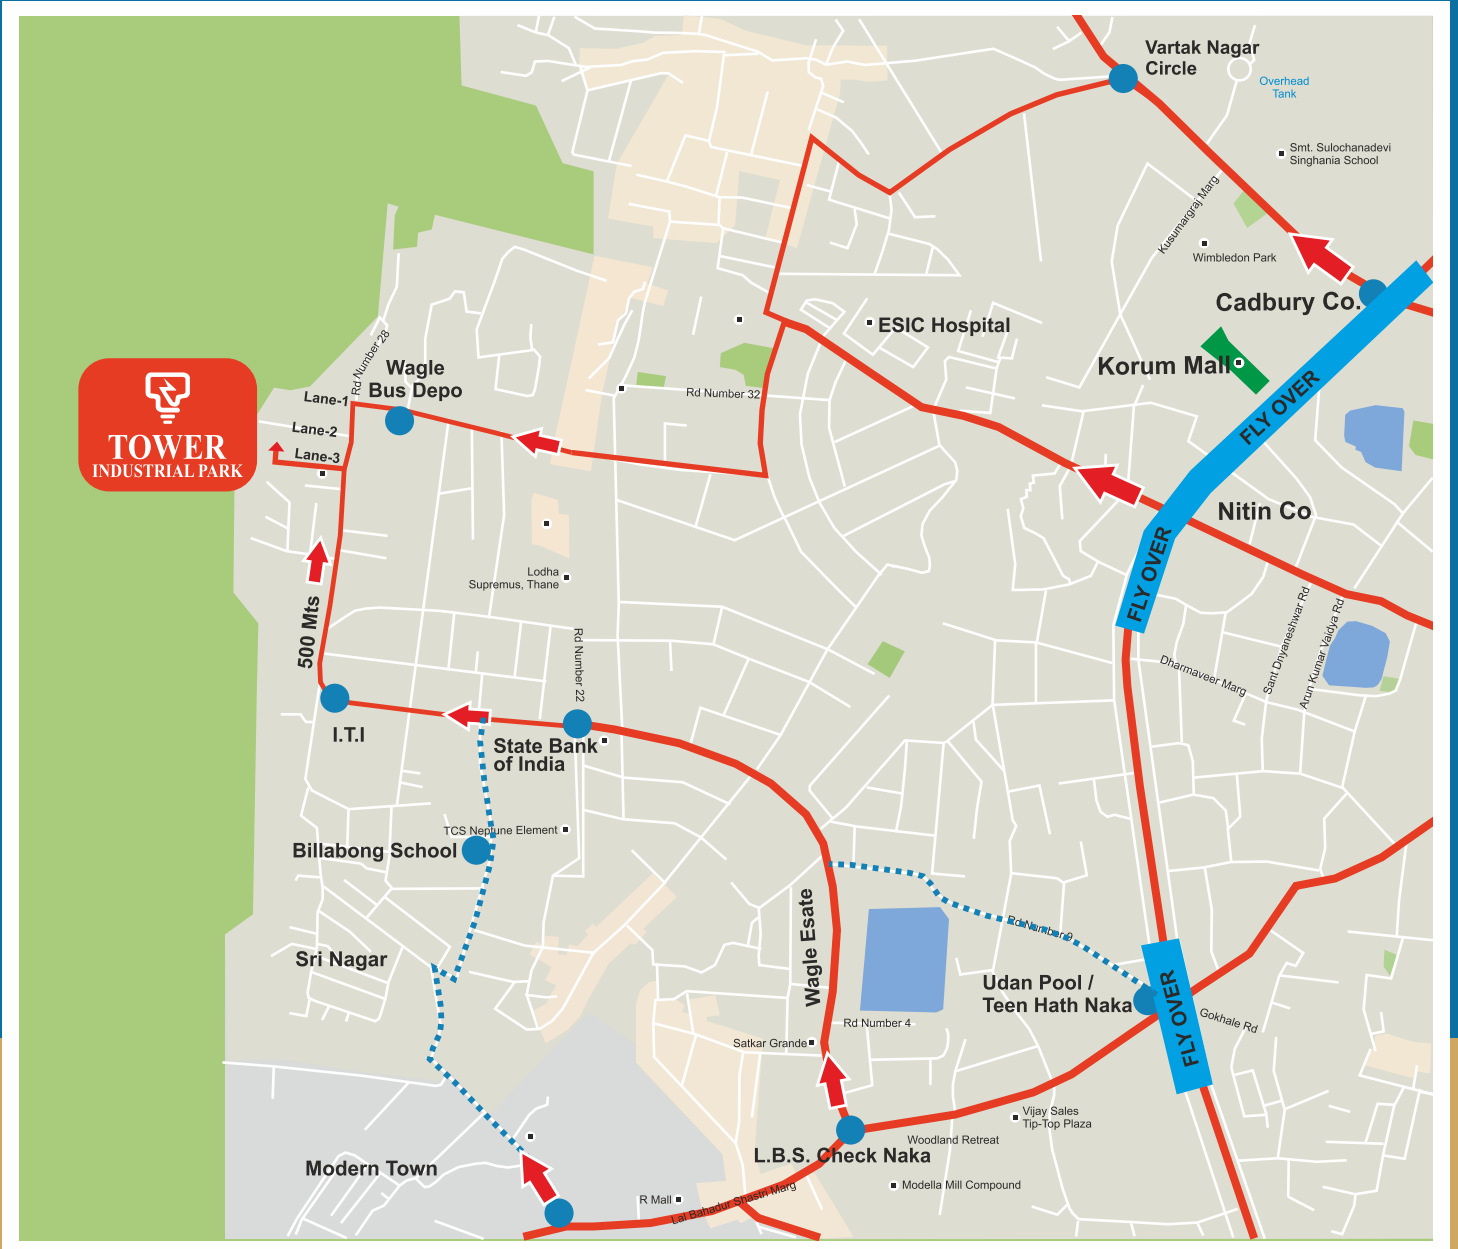 Vartak Nagar
Circle
Overhead
Tank
Smt. Sulochanadevi
Singhania School
Kusumargraj Marg
Wimbledon Park
Cadbury Co.
ESIC Hospital
Korum Mall
FLY OVER
Rd Number 28
Wagle
Bus Depo
Rd Number 32
Lane-1
Lane-2
Lane-3
TOWER
INDUSTRIAL PARK
Nitin Co
FLY OVER
Lodha
Supremus, Thane
500 Mts
Rd Number 22
Sant Dnyaneshwar Rd
Arun Kumar Vaidya Rd
Dharmaveer Marg
I.T.I
State Bank
of India
TCS Neptune Element
Billabong School
Wagle Esate
Rd Number 9
Sri Nagar
Udan Pool /
Teen Hath Naka
FLY OVER
Gokhale Rd
Rd Number 4
Satkar Grande
Vijay Sales
Tip-Top Plaza
Woodland Retreat
L.B.S. Check Naka
Modern Town
Modella Mill Compound
R Mall
Lal Bahadur Shastri Marg